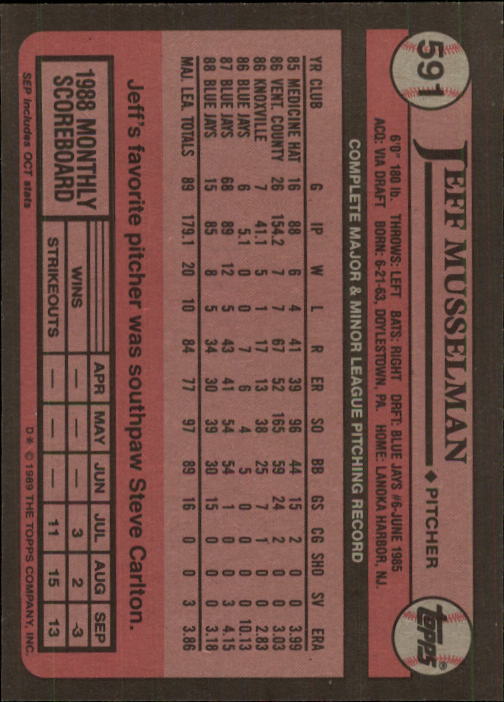 591
JEFF MUSSELMAN ♦ PITCHER
topps®
6'0" 180 lb. THROWS: LEFT BATS: RIGHT DRFT: BLUE JAYS #6-JUNE 1985
ACQ: VIA DRAFT BORN: 6-21-63, DOYLESTOWN, PA. HOME: LANOKA HARBOR, NJ.
COMPLETE MAJOR & MINOR LEAGUE PITCHING RECORD
YR CLUB G IP W L R ER SO BB GS CG SHO SV ERA
85 MEDICINE HAT 16 88 6 4 41 39 96 44 15 2 0 0 3.99
86 VENT. COUNTY 26 154.2 7 7 67 52 165 59 24 2 0 0 3.03
86 KNOXVILLE 7 41.1 5 1 17 13 38 25 7 1 0 0 2.83
86 BLUE JAYS 6 5.1 0 0 7 6 4 5 0 0 0 0 10.13
87 BLUE JAYS 68 89 12 5 43 41 54 54 1 0 0 3 4.15
88 BLUE JAYS 15 85 8 5 34 30 39 30 15 0 0 0 3.18
MAJ. LEA. TOTALS 89 179.1 20 10 84 77 97 89 16 0 0 3 3.86
Jeff's favorite pitcher was southpaw Steve Carlton.
1988 MONTHLY SCOREBOARD
APR MAY JUN JUL AUG SEP
WINS — — — 3 2 -3
STRIKEOUTS — — — 11 15 13
SEP includes OCT stats
D* © 1989 THE TOPPS COMPANY, INC.